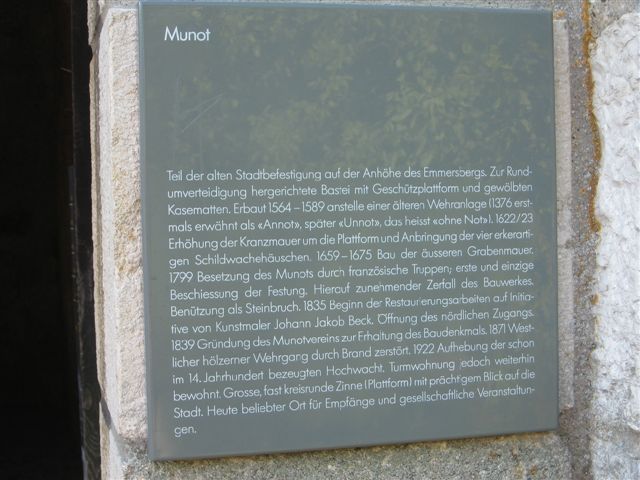 Munot
Teil der alten Stadtbefestigung auf der Anhöhe des Emmersbergs. Zur Rund-
umverteidigung hergerichtete Bastei mit Geschützplattform und gewölbten
Kasematten. Erbaut 1564–1589 anstelle einer älteren Wehranlage (1376 erst-
mals erwähnt als «Annot», später «Unnot», das heisst «ohne Not»). 1622/23
Erhöhung der Kranzmauer um die Plattform und Anbringung der vier erkerarti-
gen Schildwachehäuschen. 1659–1675 Bau der äusseren Grabenmauer.
1799 Besetzung des Munots durch französische Truppen; erste und einzige
Beschiessung der Festung. Hierauf zunehmender Zerfall des Bauwerkes,
Benützung als Steinbruch. 1835 Beginn der Restaurierungsarbeiten auf Initia-
tive von Kunstmaler Johann Jakob Beck. Öffnung des nördlichen Zugangs.
1839 Gründung des Munotvereins zur Erhaltung des Baudenkmals. 1871 West-
licher hölzerner Wehrgang durch Brand zerstört. 1922 Aufhebung der schon
im 14. Jahrhundert bezeugten Hochwacht, Turmwohnung jedoch weiterhin
bewohnt. Grosse, fast kreisrunde Zinne (Plattform) mit prächtigem Blick auf die
Stadt. Heute beliebter Ort für Empfänge und gesellschaftliche Veranstaltun-
gen.